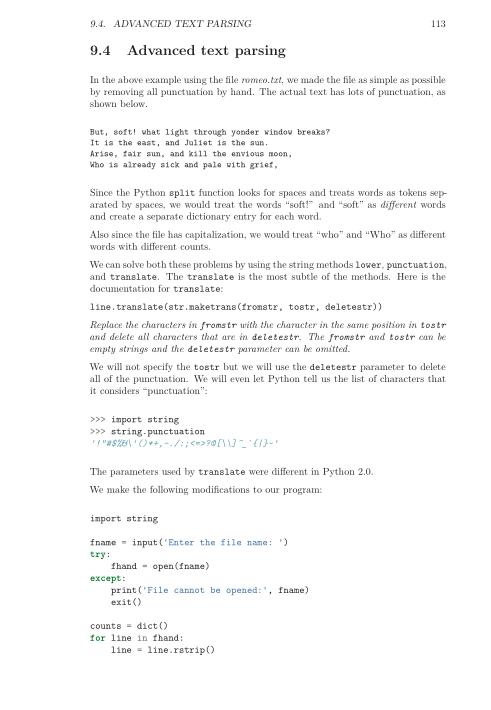 9.4. ADVANCED TEXT PARSING 113
9.4 Advanced text parsing
In the above example using the file romeo.txt, we made the file as simple as possible
by removing all punctuation by hand. The actual text has lots of punctuation, as
shown below.
But, soft! what light through yonder window breaks?
It is the east, and Juliet is the sun.
Arise, fair sun, and kill the envious moon,
Who is already sick and pale with grief,
Since the Python split function looks for spaces and treats words as tokens sep-
arated by spaces, we would treat the words “soft!” and “soft” as different words
and create a separate dictionary entry for each word.
Also since the file has capitalization, we would treat “who” and “Who” as different
words with different counts.
We can solve both these problems by using the string methods lower, punctuation,
and translate. The translate is the most subtle of the methods. Here is the
documentation for translate:
line.translate(str.maketrans(fromstr, tostr, deletestr))
Replace the characters in fromstr with the character in the same position in tostr
and delete all characters that are in deletestr. The fromstr and tostr can be
empty strings and the deletestr parameter can be omitted.
We will not specify the tostr but we will use the deletestr parameter to delete
all of the punctuation. We will even let Python tell us the list of characters that
it considers “punctuation”:
>>> import string
>>> string.punctuation
'!"#$%&\'()*+,-./:;<=>?@[\\]^_`{|}~'
The parameters used by translate were different in Python 2.0.
We make the following modifications to our program:
import string
fname = input('Enter the file name: ')
try:
    fhand = open(fname)
except:
    print('File cannot be opened:', fname)
    exit()
counts = dict()
for line in fhand:
    line = line.rstrip()